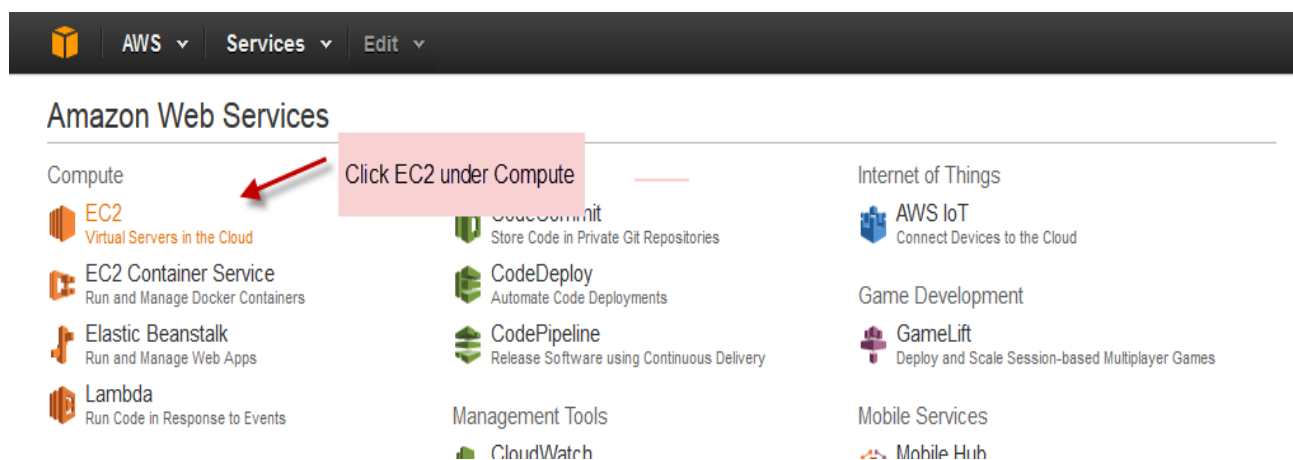 AWS Services Edit
Amazon Web Services
Click EC2 under Compute
Compute
EC2
Virtual Servers in the Cloud
EC2 Container Service
Run and Manage Docker Containers
Elastic Beanstalk
Run and Manage Web Apps
Lambda
Run Code in Response to Events
CodeCommit
Store Code in Private Git Repositories
CodeDeploy
Automate Code Deployments
CodePipeline
Release Software using Continuous Delivery
Management Tools
CloudWatch
Internet of Things
AWS IoT
Connect Devices to the Cloud
Game Development
GameLift
Deploy and Scale Session-based Multiplayer Games
Mobile Services
Mobile Hub